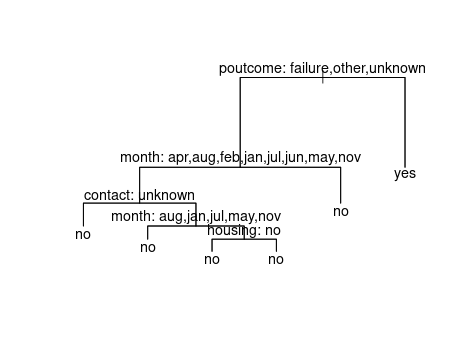 poutcome: failure,other,unknown
month: apr,aug,feb,jan,jul,jun,may,nov
yes
contact: unknown
no
month: aug,jan,jul,may,nov
housing: no
no
no
no
no